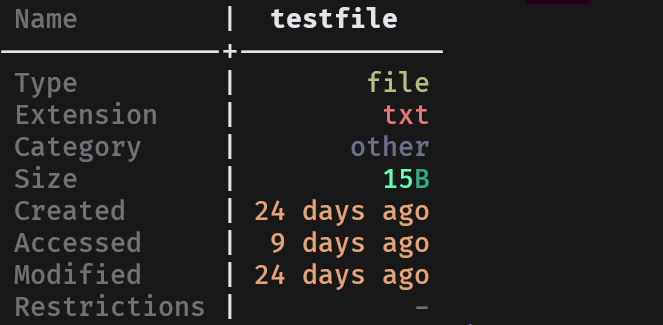 Name | testfile
───────────────+───────────────
Type | file
Extension | txt
Category | other
Size | 15B
Created | 24 days ago
Accessed | 9 days ago
Modified | 24 days ago
Restrictions | -